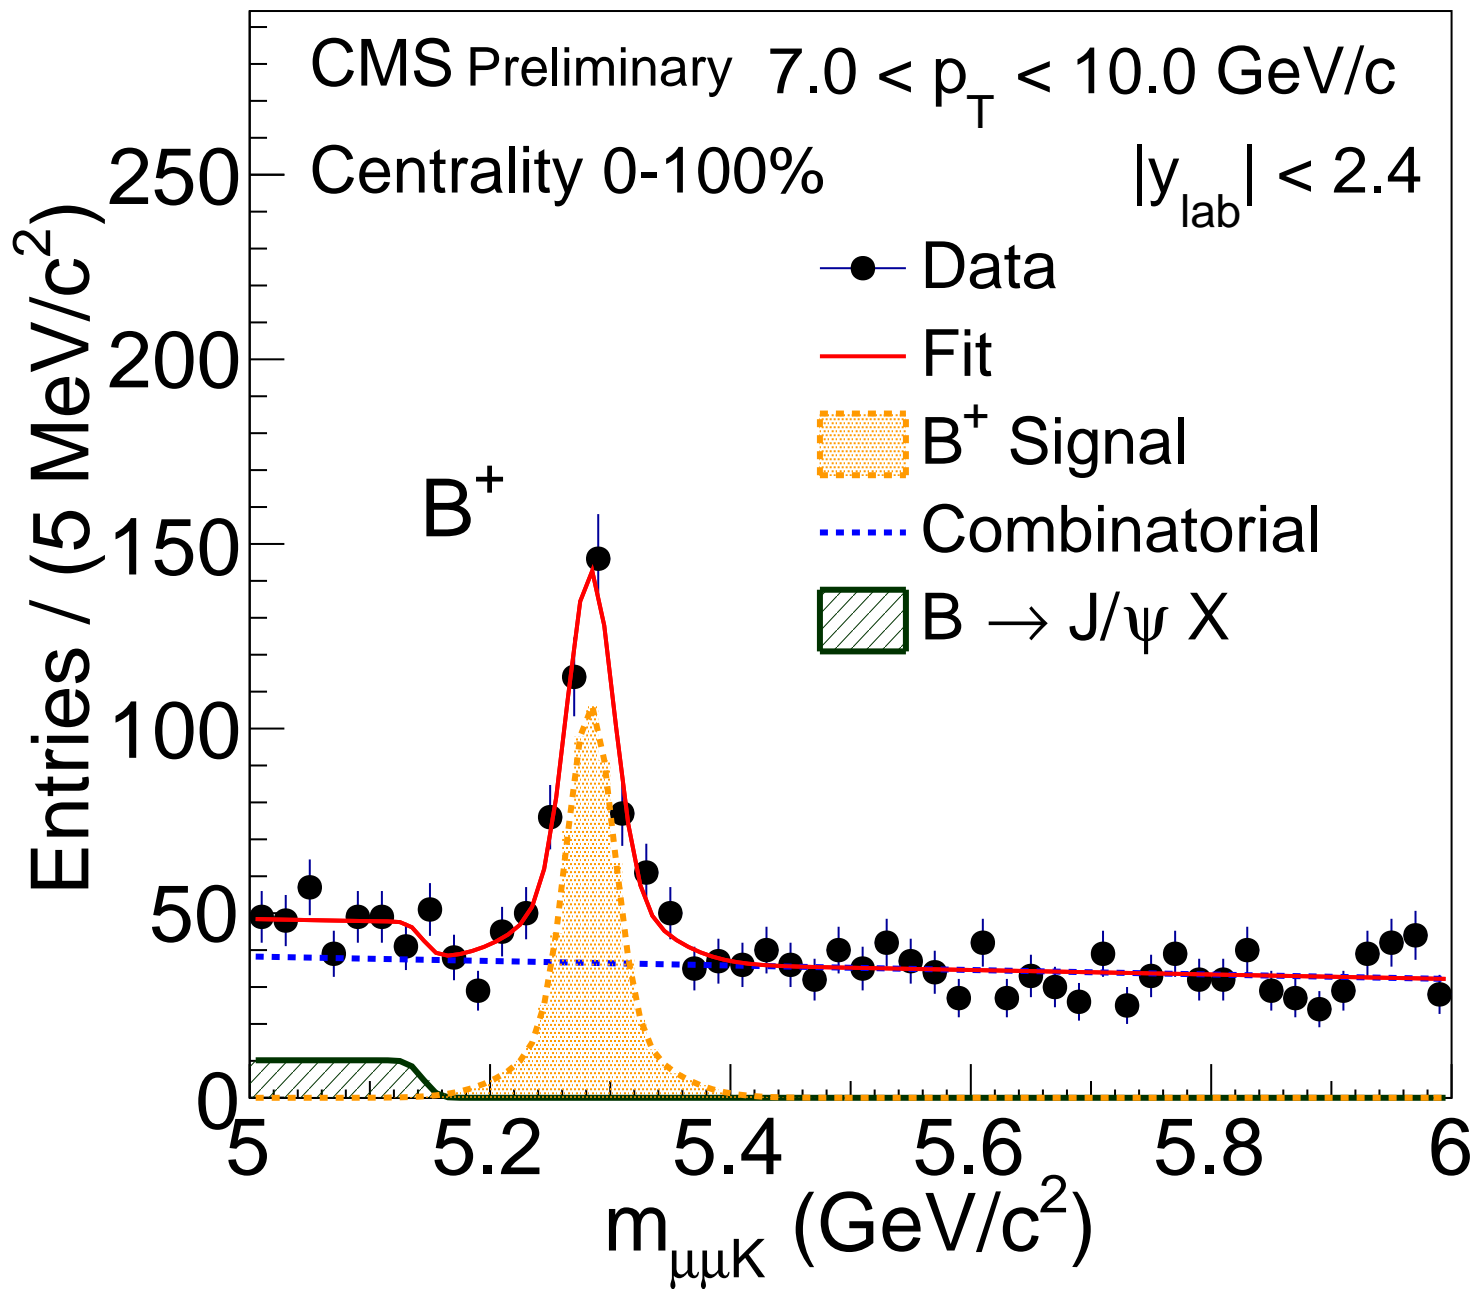 CMS Preliminary 7.0 < p_T < 10.0 GeV/c
Centrality 0-100% |y_lab| < 2.4
Data
Fit
B⁺ Signal
Combinatorial
B → J/ψ X
B⁺
Entries / (5 MeV/c²)
250
200
150
100
50
0
5 5.2 5.4 5.6 5.8 6
m_μμK (GeV/c²)